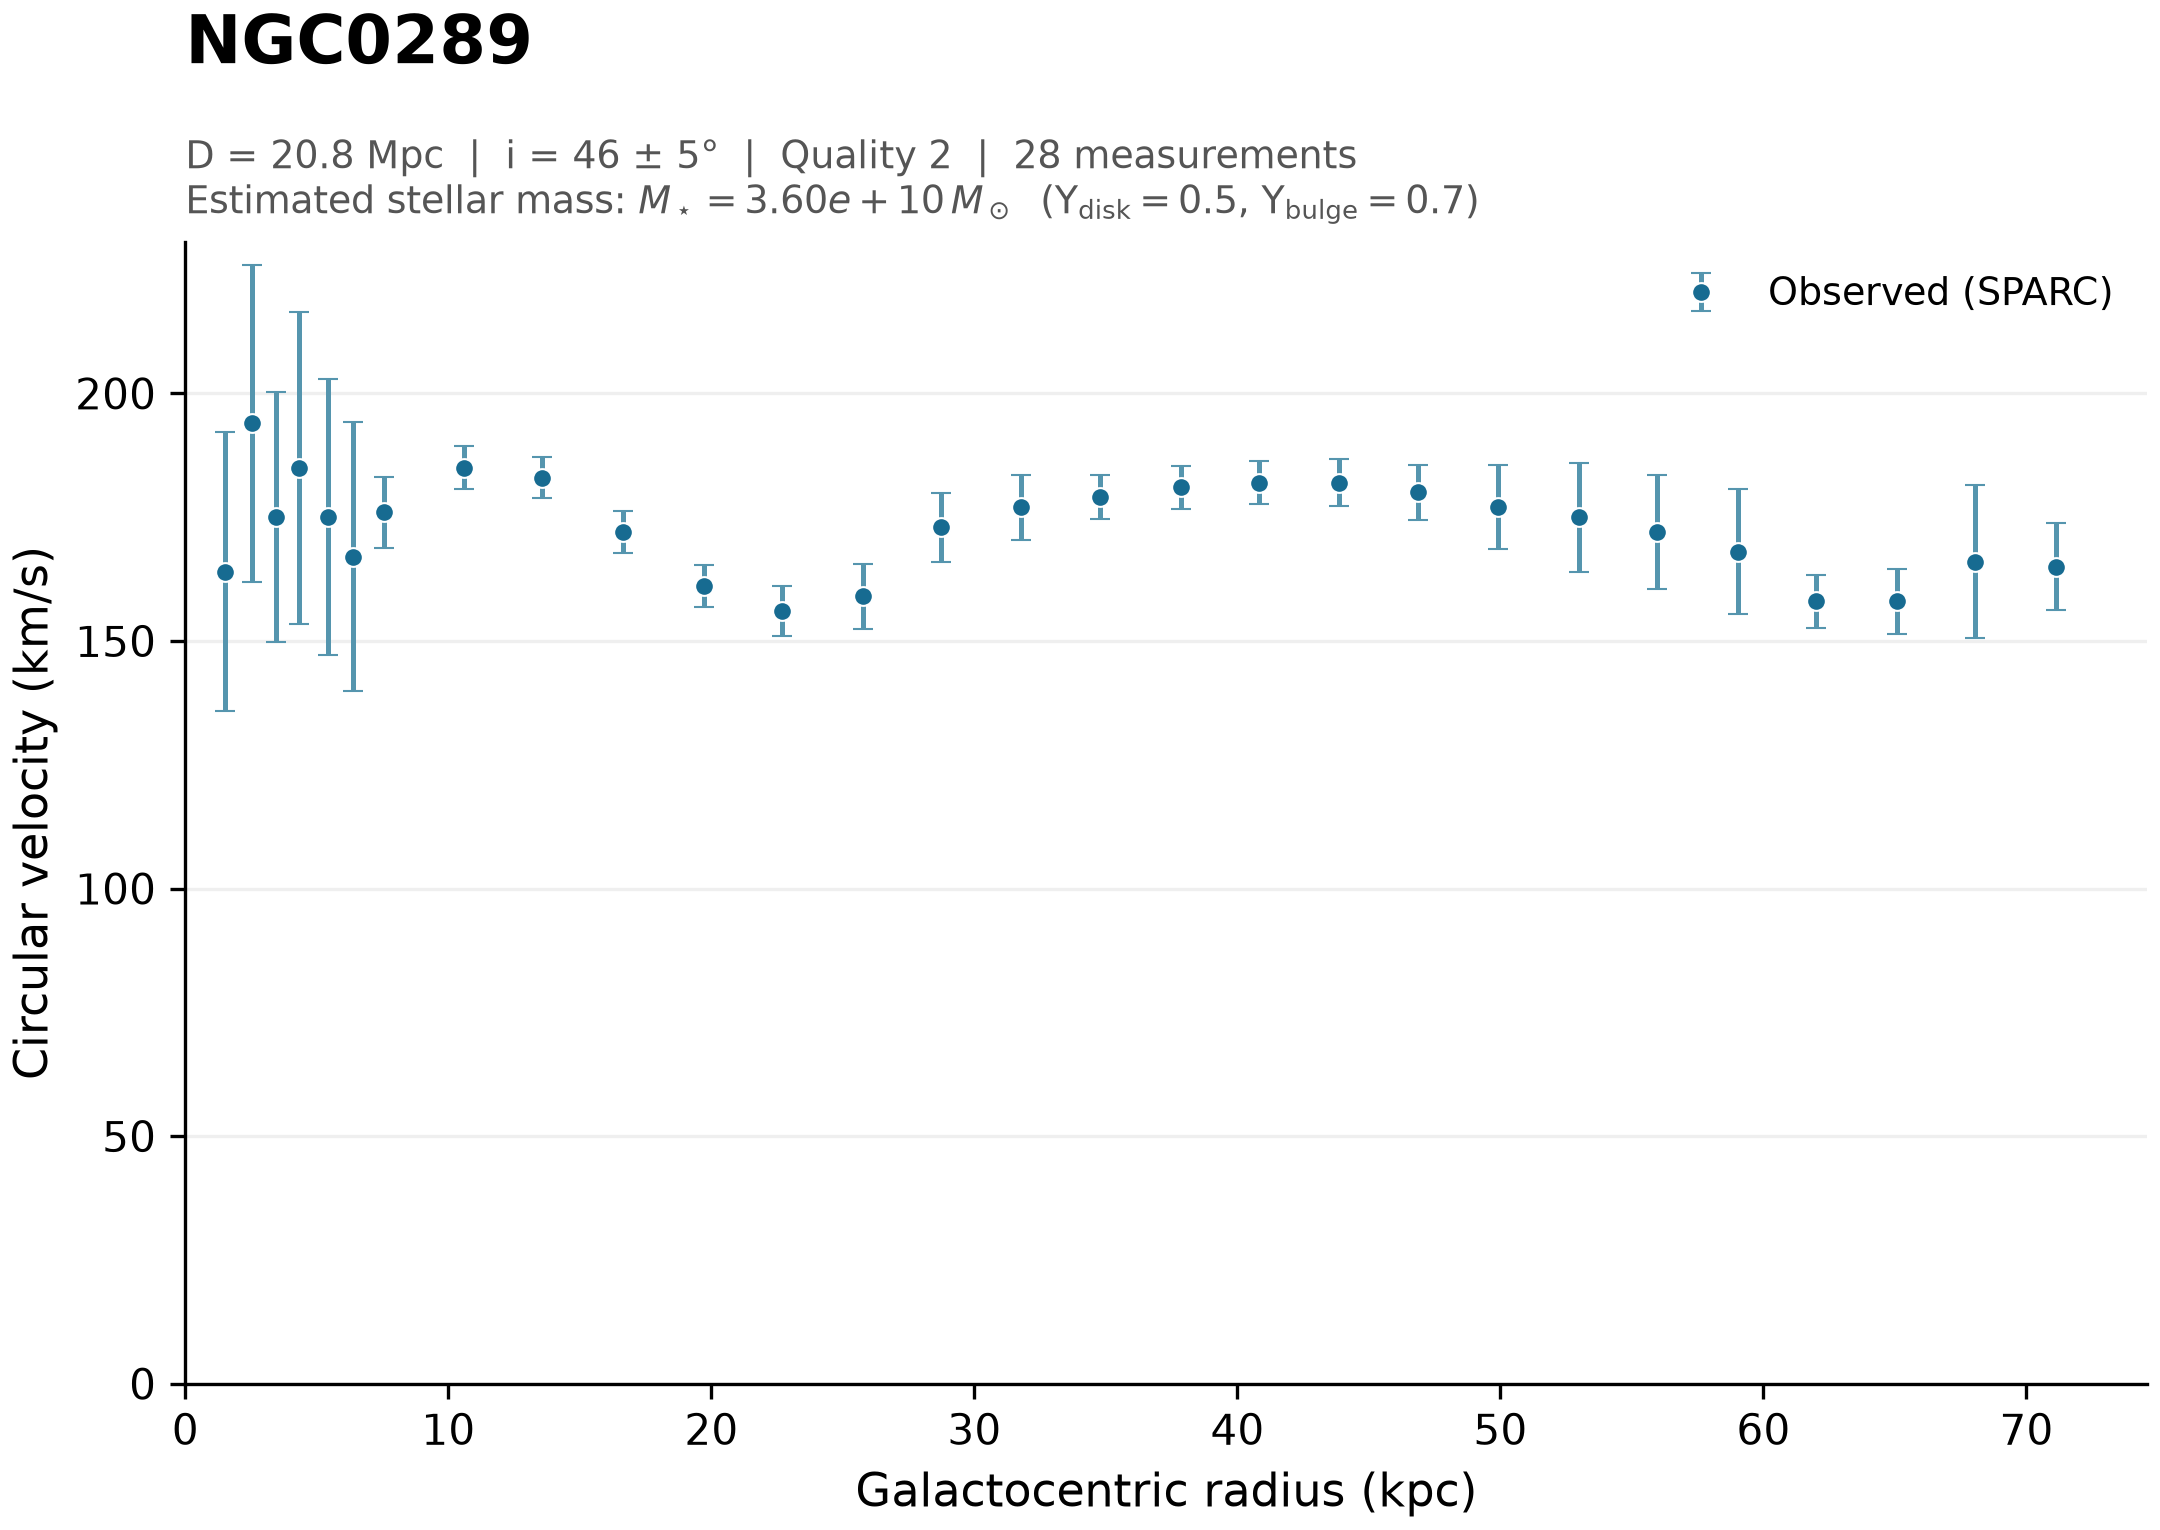 NGC0289
D = 20.8 Mpc | i = 46 ± 5° | Quality 2 | 28 measurements
Estimated stellar mass: M⋆ = 3.60e + 10 M⊙ (Υdisk = 0.5, Υbulge = 0.7)
Observed (SPARC)
200
150
100
50
0
Circular velocity (km/s)
0 10 20 30 40 50 60 70
Galactocentric radius (kpc)